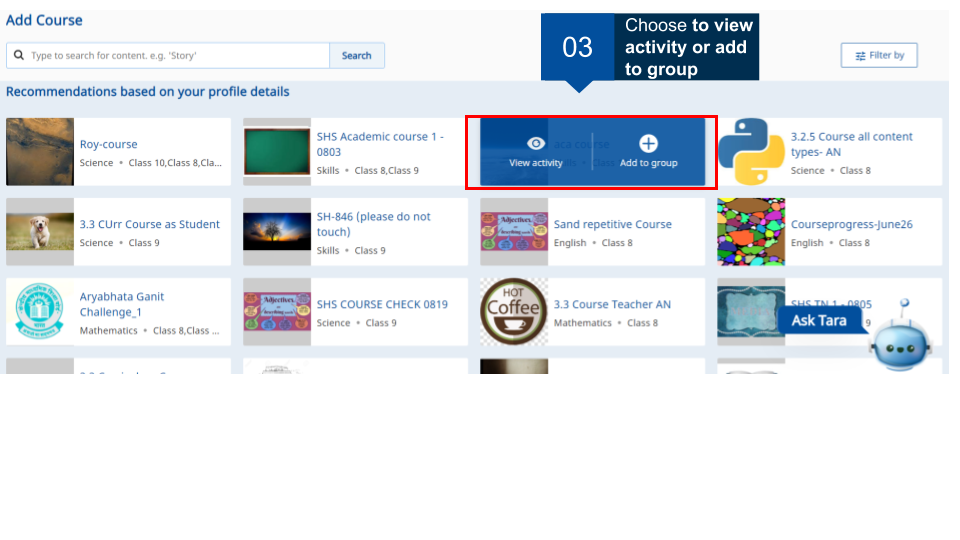 Add Course
Type to search for content. e.g. 'Story'
Search
03
Choose to view
activity or add
to group
Filter by
Recommendations based on your profile details
Roy-course
Science • Class 10,Class 8,Cla...
SHS Academic course 1 -
0803
Skills • Class 8,Class 9
View activity
Add to group
3.2.5 Course all content
types- AN
Science • Class 8
3.3 CUrr Course as Student
Science • Class 9
SH-846 (please do not
touch)
Skills • Class 9
Adjectives
Sand repetitive Course
English • Class 8
Courseprogress-June26
English • Class 8
Aryabhata Ganit
Challenge_1
Mathematics • Class 8,Class ...
Adjectives
SHS COURSE CHECK 0819
Science • Class 9
HOT
Coffee
3.3 Course Teacher AN
Mathematics • Class 8
SHS TN 1 - 0805
9
Ask Tara